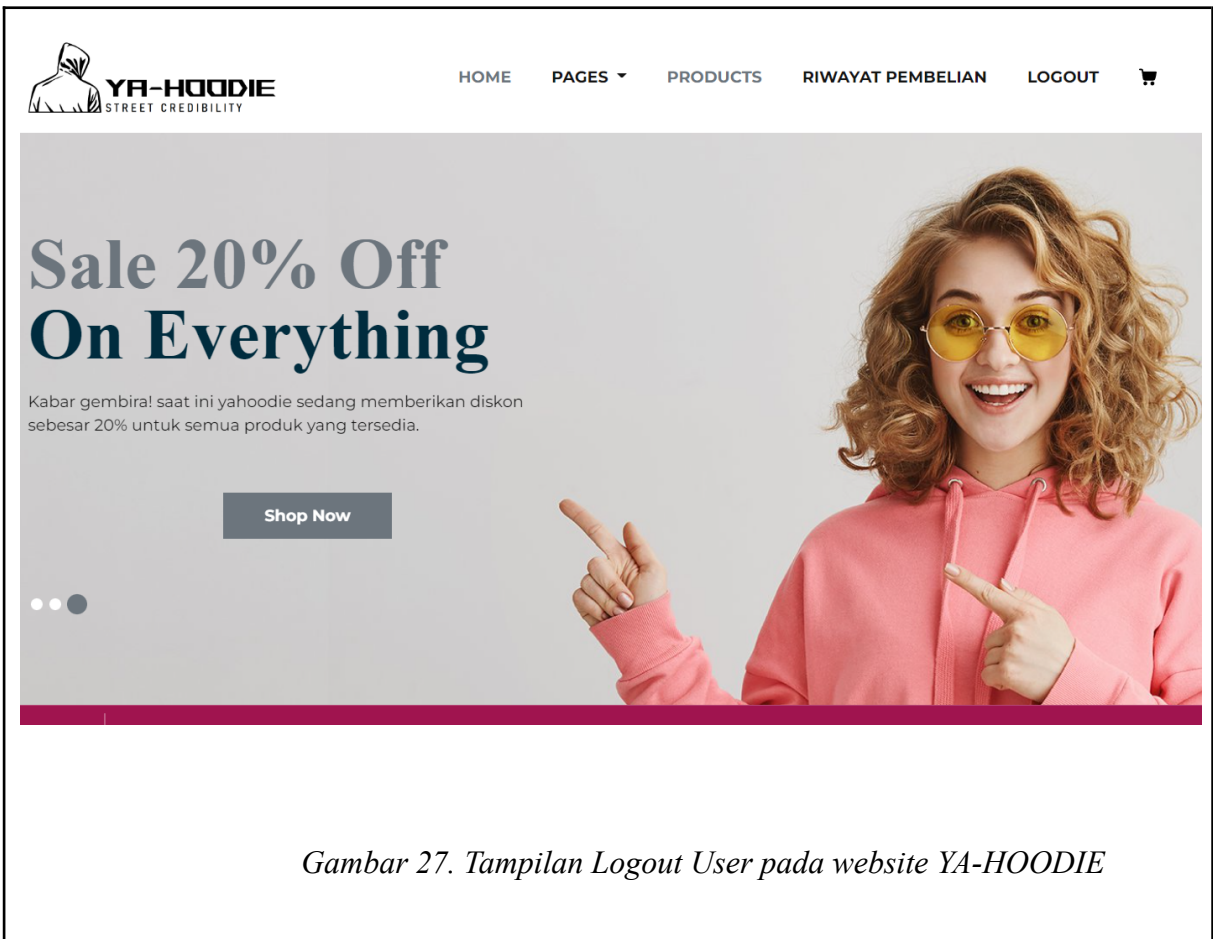 YA-HOODIE
STREET CREDIBILITY
HOME PAGES PRODUCTS RIWAYAT PEMBELIAN LOGOUT
Sale 20% Off
On Everything
Kabar gembira! saat ini yahoodie sedang memberikan diskon
sebesar 20% untuk semua produk yang tersedia.
Shop Now
Gambar 27. Tampilan Logout User pada website YA-HOODIE